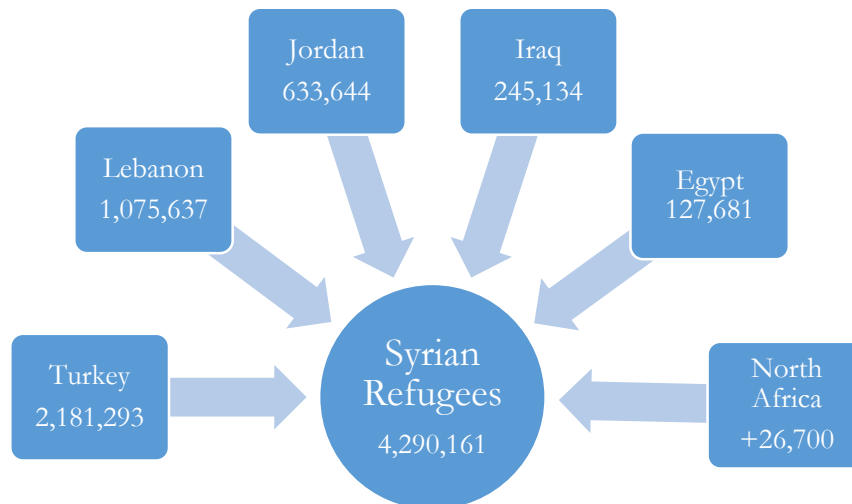 Jordan
633,644
Iraq
245,134
Lebanon
1,075,637
Egypt
127,681
Turkey
2,181,293
Syrian
Refugees
4,290,161
North
Africa
+26,700